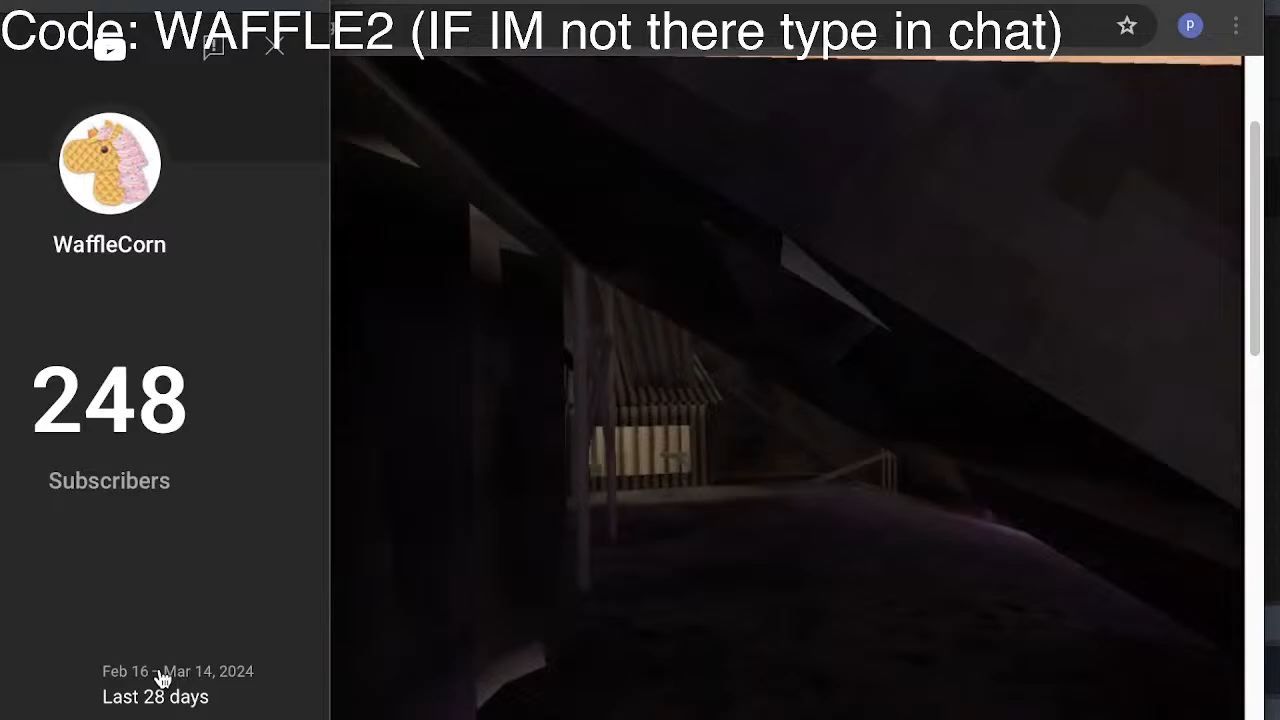 Code: WAFFLE2 (IF IM not there type in chat)
P
WaffleCorn
248
Subscribers
Feb 16 – Mar 14, 2024
Last 28 days